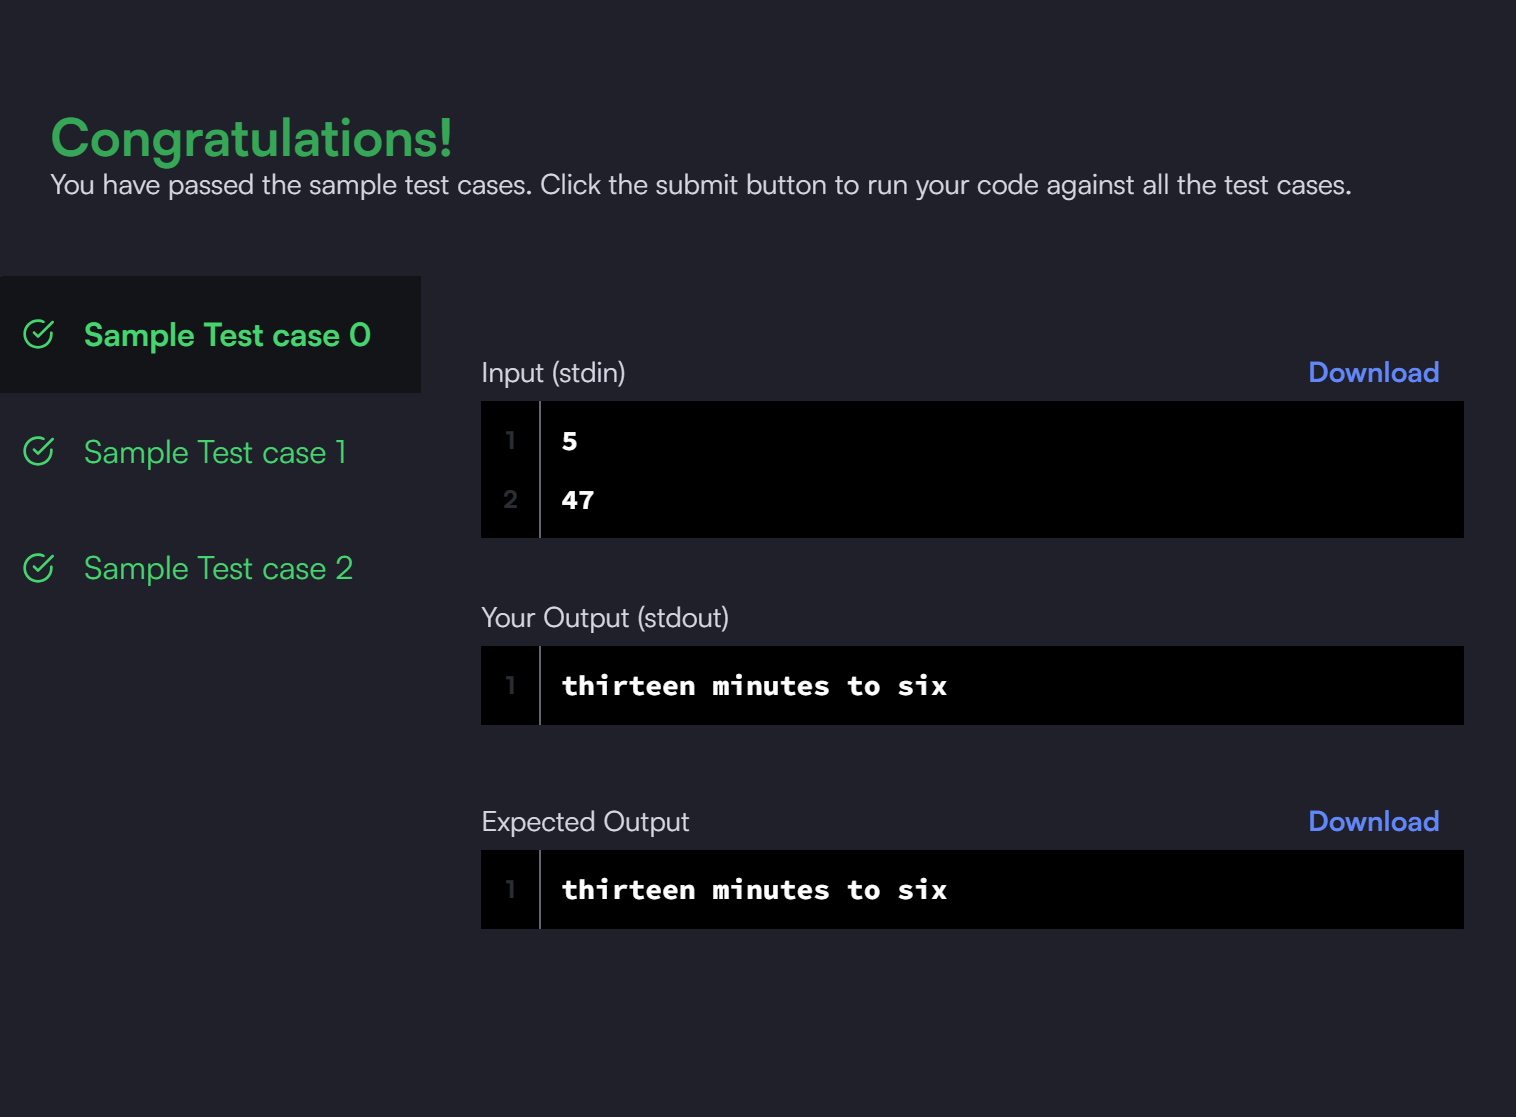 Congratulations!
You have passed the sample test cases. Click the submit button to run your code against all the test cases.
Sample Test case 0
Sample Test case 1
Sample Test case 2
Input (stdin)
Download
1 5
2 47
Your Output (stdout)
1 thirteen minutes to six
Expected Output
Download
1 thirteen minutes to six